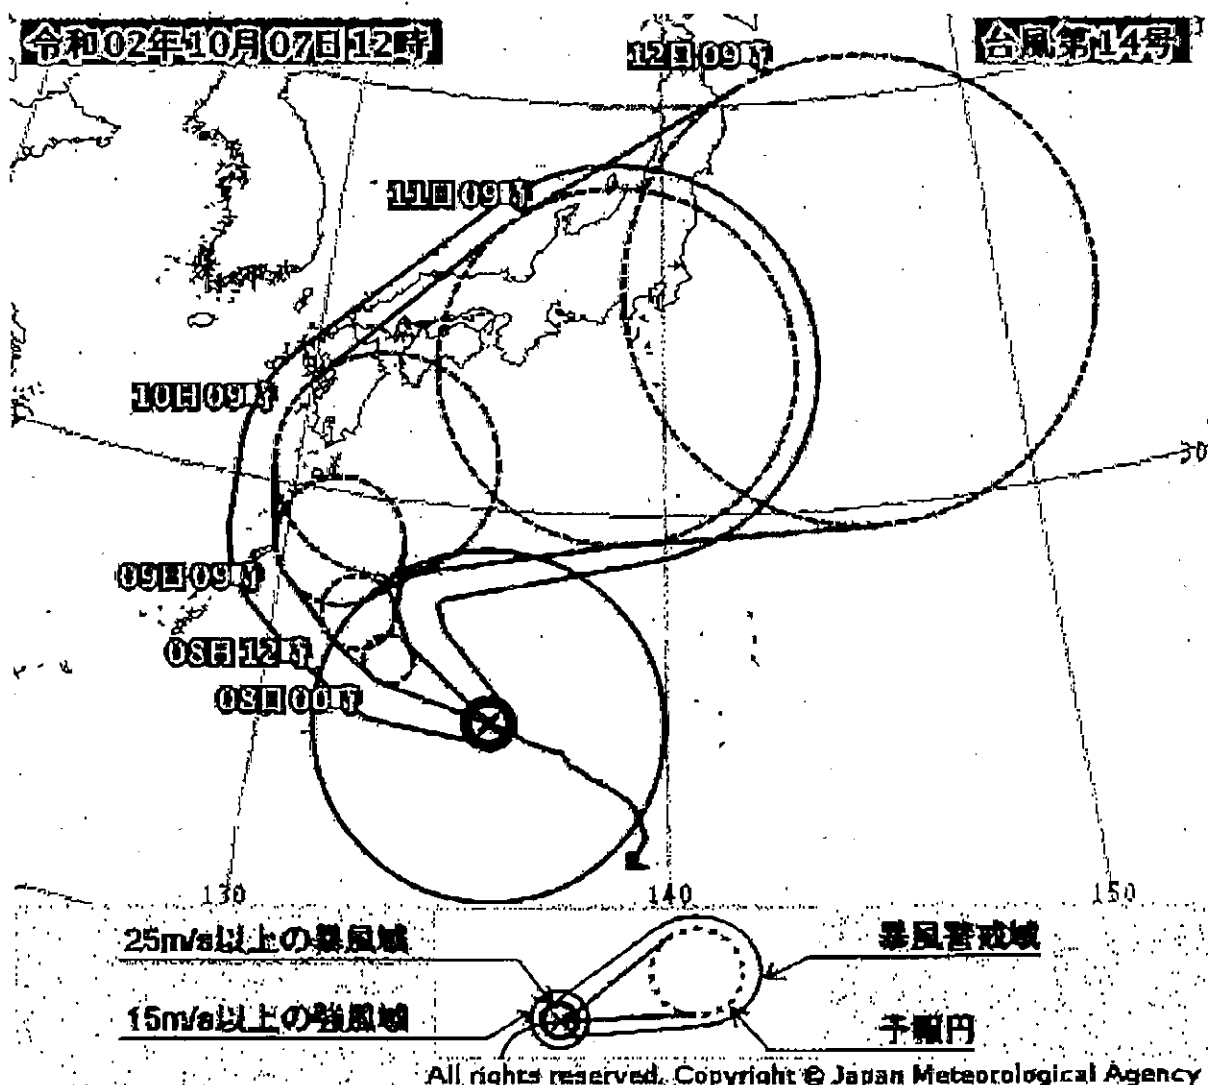 令和02年10月07日12時
台風第14号
12日09時
11日09時
10日09時
09日09時
08日12時
08日00時
30
130
140
150
25m/s以上の暴風域
暴風警戒域
15m/s以上の強風域
予報円
All rights reserved. Copyright © Japan Meteorological Agency